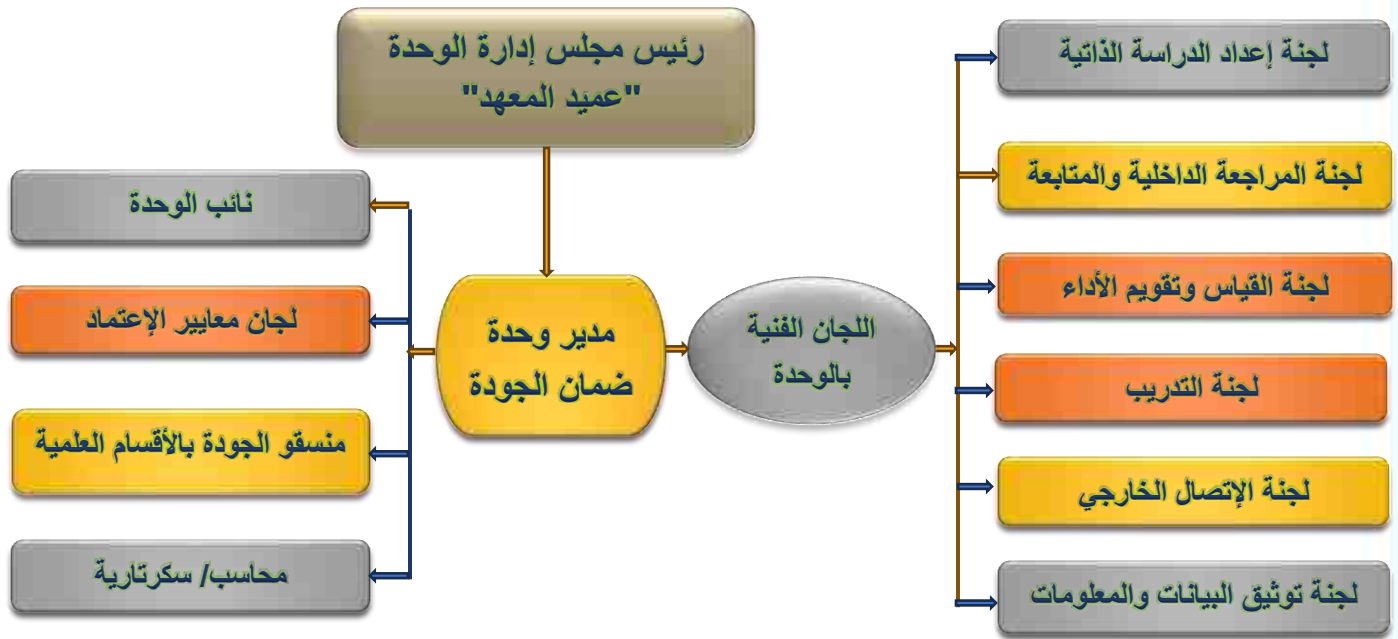 رئيس مجلس إدارة الوحدة
"عميد المعهد"
مدير وحدة
ضمان الجودة
اللجان الفنية
بالوحدة
لجنة إعداد الدراسة الذاتية
لجنة المراجعة الداخلية والمتابعة
لجنة القياس وتقويم الأداء
لجنة التدريب
لجنة الإتصال الخارجي
لجنة توثيق البيانات والمعلومات
نائب الوحدة
لجان معايير الإعتماد
منسقو الجودة بالأقسام العلمية
محاسب/ سكرتارية